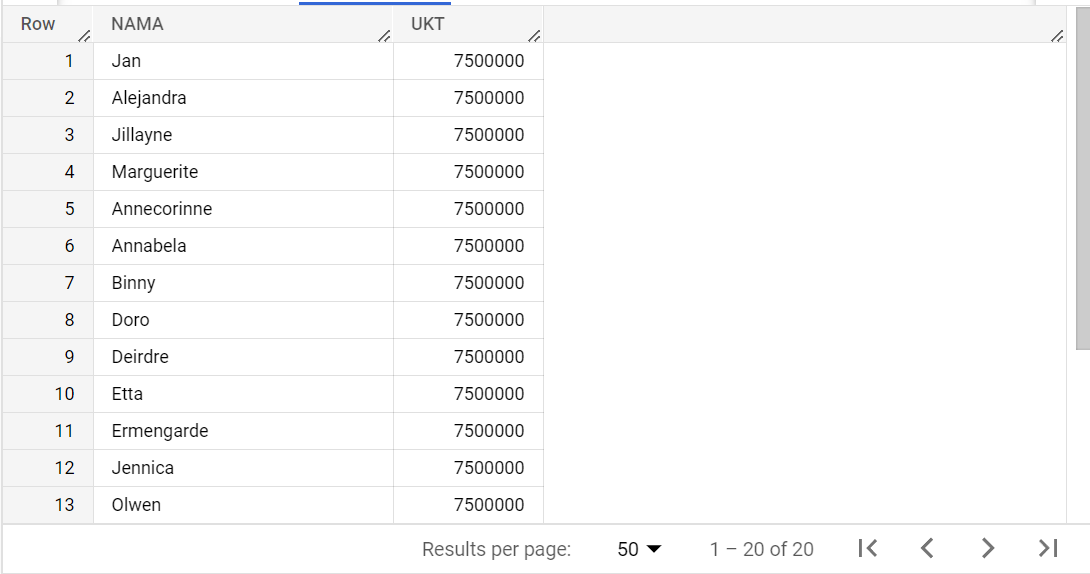 Row NAMA UKT
1 Jan 7500000
2 Alejandra 7500000
3 Jillayne 7500000
4 Marguerite 7500000
5 Annecorinne 7500000
6 Annabela 7500000
7 Binny 7500000
8 Doro 7500000
9 Deirdre 7500000
10 Etta 7500000
11 Ermengarde 7500000
12 Jennica 7500000
13 Olwen 7500000
Results per page: 50 1 – 20 of 20